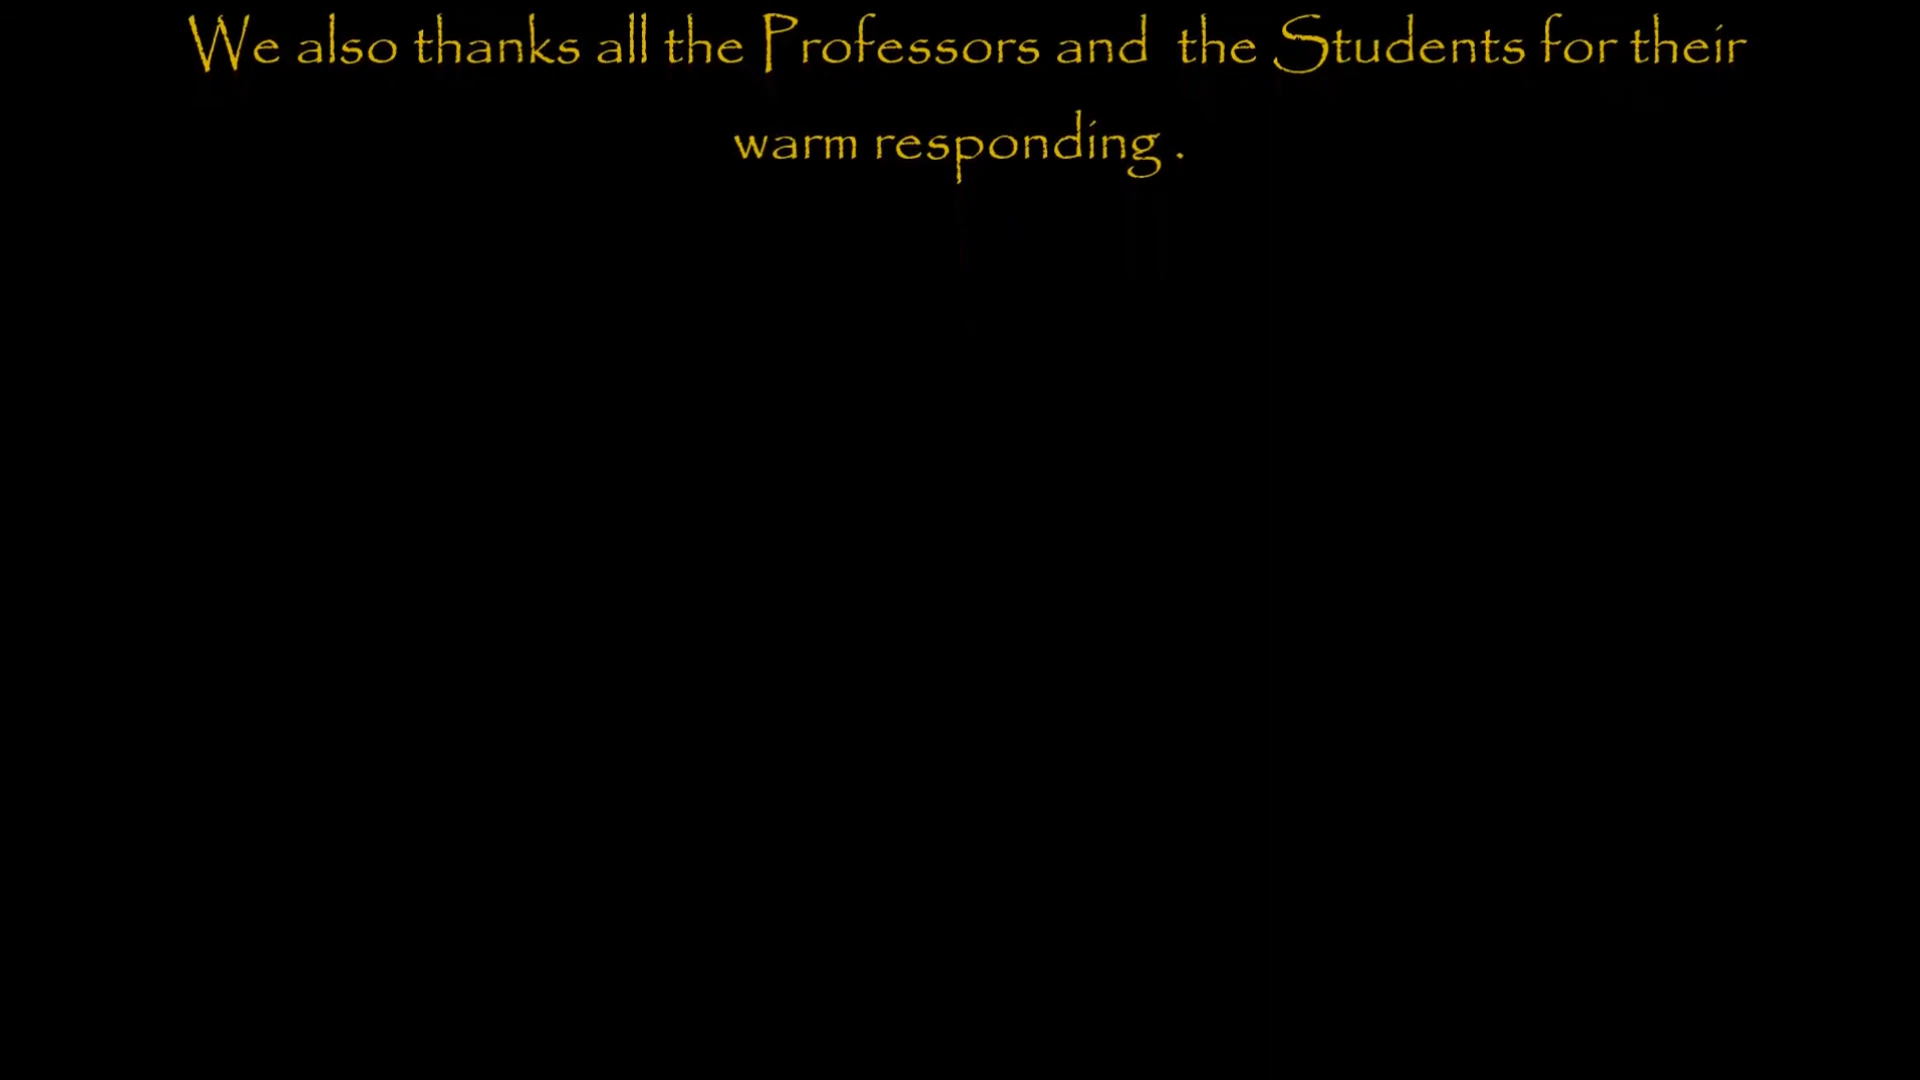 We also thanks all the Professors and  the Students for their
warm responding .